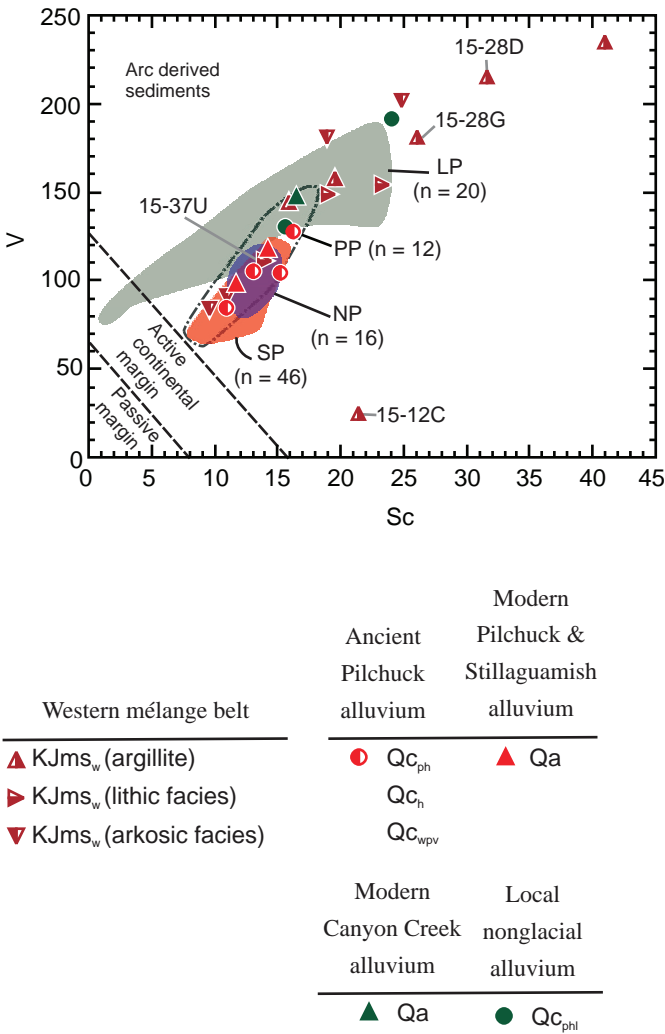 250
200
150
100
50
0
V
0
5
10
15
20
25
30
35
40
45
Sc
Arc derived
sediments
15-28D
15-28G
LP
(n = 20)
15-37U
PP (n = 12)
NP
(n = 16)
SP
(n = 46)
Active
continental
margin
Passive
margin
15-12C
Western mélange belt
KJmsw (argillite)
KJmsw (lithic facies)
KJmsw (arkosic facies)
Ancient
Pilchuck
alluvium
Qcph
Qch
Qcwpv
Modern
Pilchuck &
Stillaguamish
alluvium
Qa
Modern
Canyon Creek
alluvium
Qa
Local
nonglacial
alluvium
Qcphl